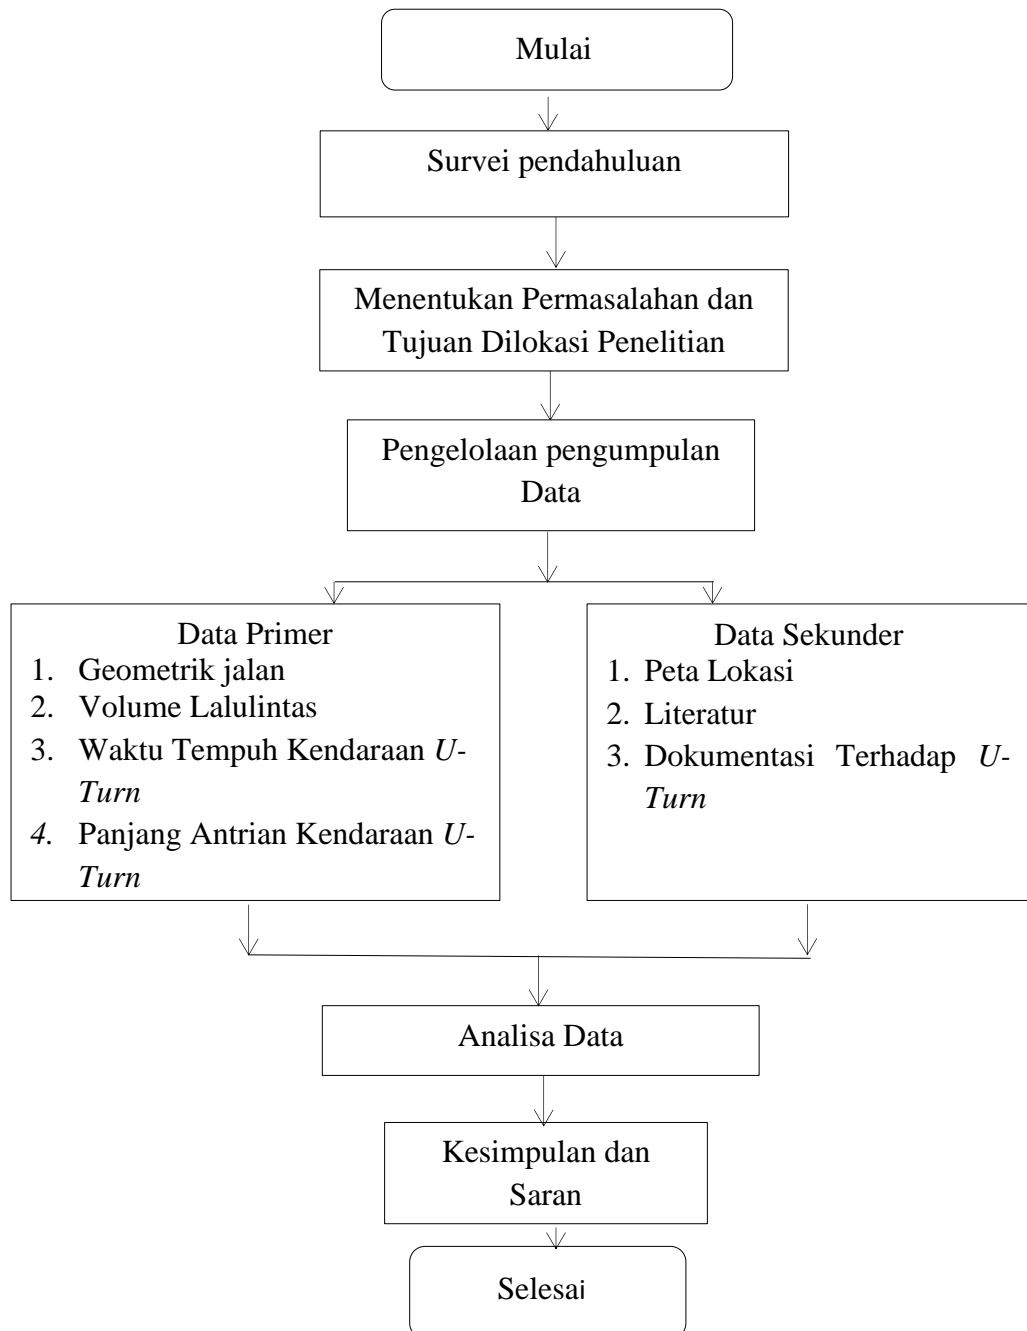 Mulai
Survei pendahuluan
Menentukan Permasalahan dan
Tujuan Dilokasi Penelitian
Pengelolaan pengumpulan
Data
Data Primer
1. Geometrik jalan
2. Volume Lalulintas
3. Waktu Tempuh Kendaraan U-
Turn
4. Panjang Antrian Kendaraan U-
Turn
Data Sekunder
1. Peta Lokasi
2. Literatur
3. Dokumentasi Terhadap U-
Turn
Analisa Data
Kesimpulan dan
Saran
Selesai